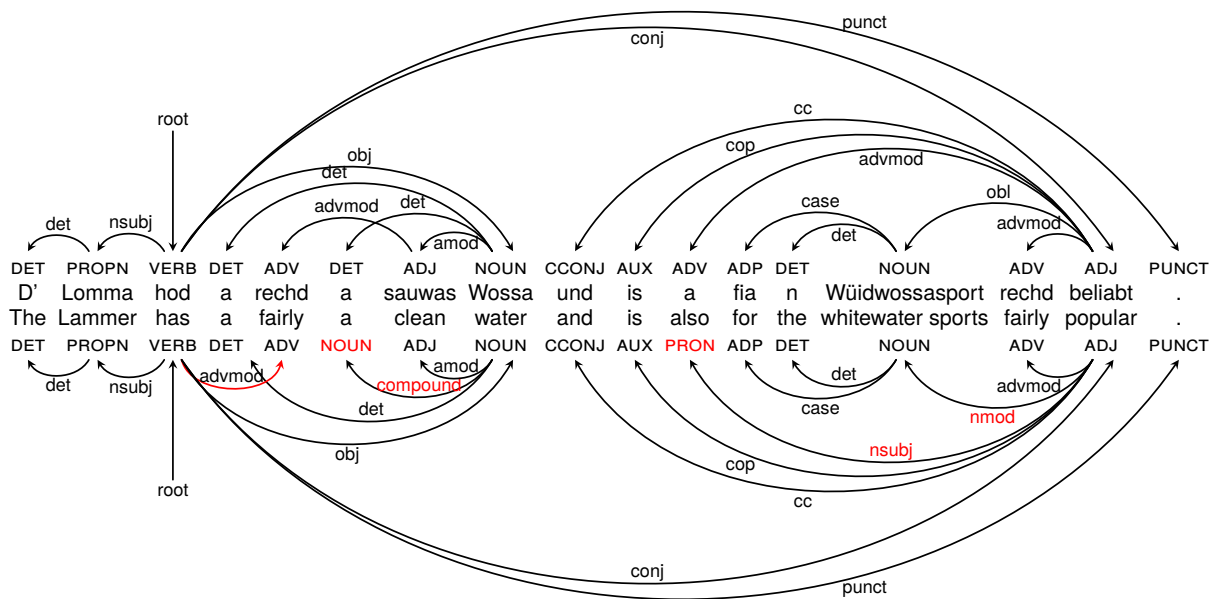 punct
conj
root
cc
obj
cop
det
advmod
det nsubj advmod det amod case det obl advmod
DET PROPN VERB DET ADV DET ADJ NOUN CCONJ AUX ADV ADP DET NOUN ADV ADJ PUNCT
D' Lomma hod a rechd a sauwas Wossa und is a fia n Wüidwossasport rechd beliabt .
The Lammer has a fairly a clean water and is also for the whitewater sports fairly popular .
DET PROPN VERB DET ADV NOUN ADJ NOUN CCONJ AUX PRON ADP DET NOUN ADV ADJ PUNCT
det nsubj advmod compound amod det case advmod
det nmod
obj nsubj
cop
root cc
conj
punct